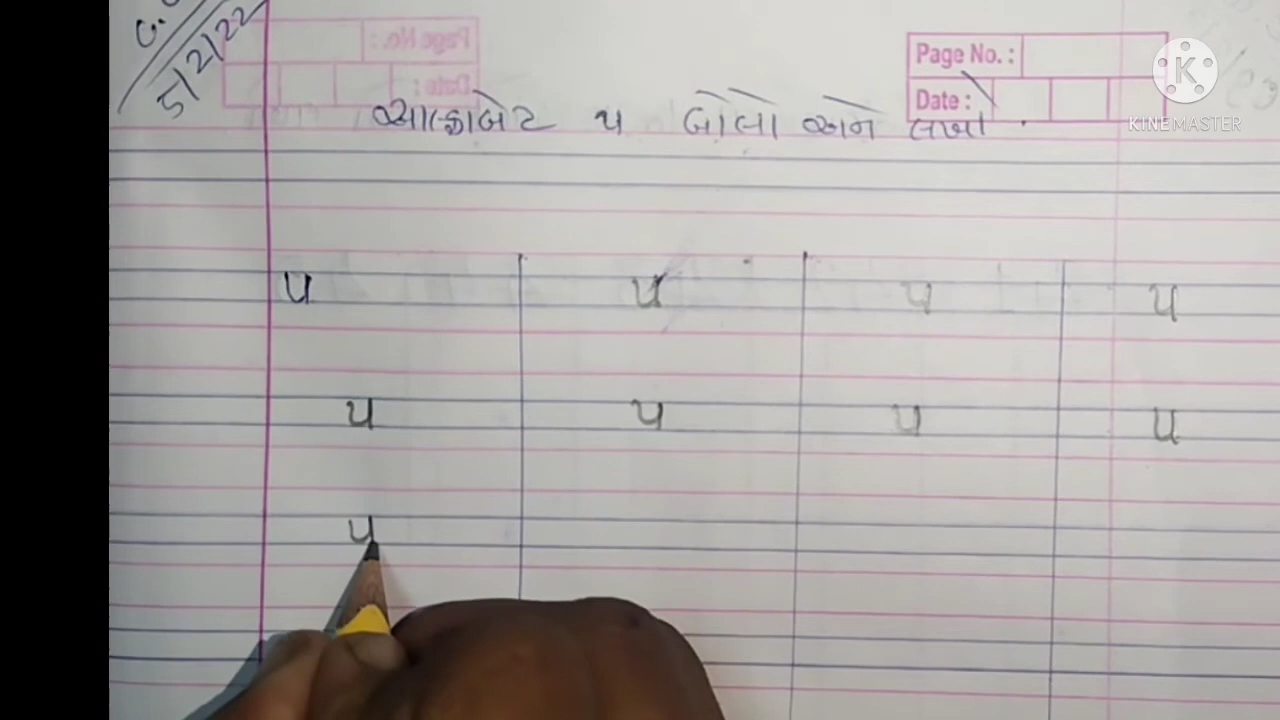 5/2/22
Page No. :
Date :
આલ્ફાબેટ પ બોલો અને લખો .
પ પ પ પ
પ પ પ પ
પ
KINEMASTER